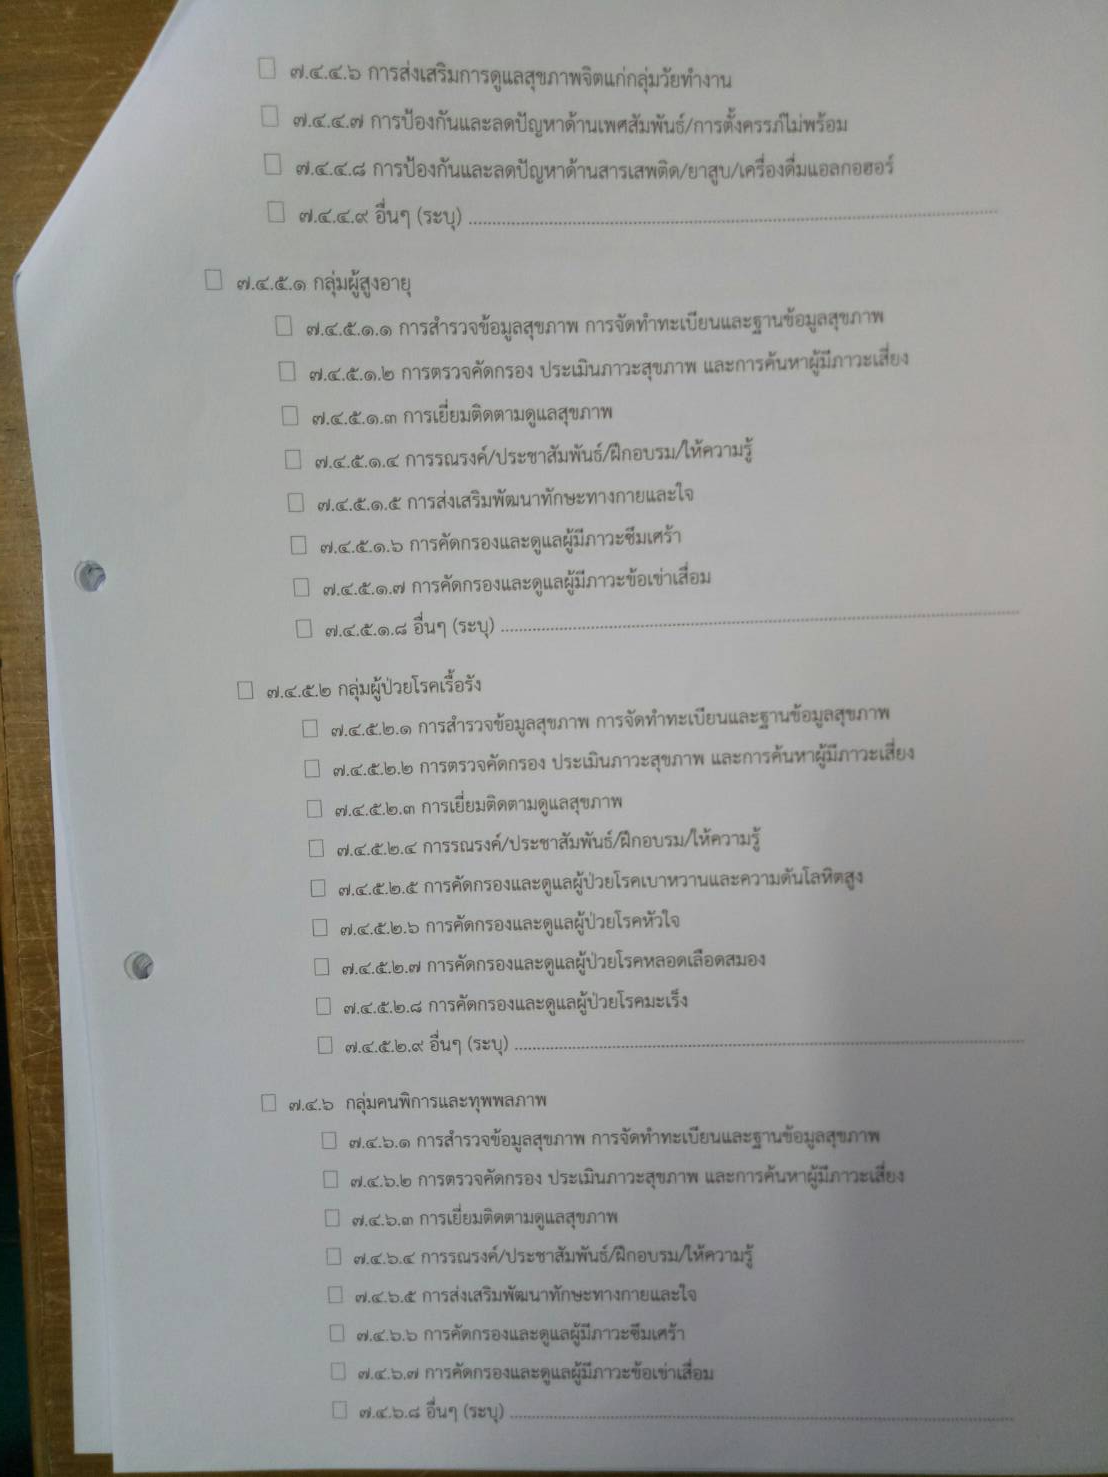 ☐ ๗.๔.๔.๖ การส่งเสริมการดูแลสุขภาพจิตแก่กลุ่มวัยทำงาน
☐ ๗.๔.๔.๗ การป้องกันและลดปัญหาด้านเพศสัมพันธ์/การตั้งครรภ์ไม่พร้อม
☐ ๗.๔.๔.๘ การป้องกันและลดปัญหาด้านสารเสพติด/ยาสูบ/เครื่องดื่มแอลกอฮอร์
☐ ๗.๔.๔.๙ อื่นๆ (ระบุ) ........................................................................
☐ ๗.๔.๕.๑ กลุ่มผู้สูงอายุ
☐ ๗.๔.๕.๑.๑ การสำรวจข้อมูลสุขภาพ การจัดทำทะเบียนและฐานข้อมูลสุขภาพ
☐ ๗.๔.๕.๑.๒ การตรวจคัดกรอง ประเมินภาวะสุขภาพ และการค้นหาผู้มีภาวะเสี่ยง
☐ ๗.๔.๕.๑.๓ การเยี่ยมติดตามดูแลสุขภาพ
☐ ๗.๔.๕.๑.๔ การรณรงค์/ประชาสัมพันธ์/ฝึกอบรม/ให้ความรู้
☐ ๗.๔.๕.๑.๕ การส่งเสริมพัฒนาทักษะทางกายและใจ
☐ ๗.๔.๕.๑.๖ การคัดกรองและดูแลผู้มีภาวะซึมเศร้า
☐ ๗.๔.๕.๑.๗ การคัดกรองและดูแลผู้มีภาวะข้อเข่าเสื่อม
☐ ๗.๔.๕.๑.๘ อื่นๆ (ระบุ) ........................................................................
☐ ๗.๔.๕.๒ กลุ่มผู้ป่วยโรคเรื้อรัง
☐ ๗.๔.๕.๒.๑ การสำรวจข้อมูลสุขภาพ การจัดทำทะเบียนและฐานข้อมูลสุขภาพ
☐ ๗.๔.๕.๒.๒ การตรวจคัดกรอง ประเมินภาวะสุขภาพ และการค้นหาผู้มีภาวะเสี่ยง
☐ ๗.๔.๕.๒.๓ การเยี่ยมติดตามดูแลสุขภาพ
☐ ๗.๔.๕.๒.๔ การรณรงค์/ประชาสัมพันธ์/ฝึกอบรม/ให้ความรู้
☐ ๗.๔.๕.๒.๕ การคัดกรองและดูแลผู้ป่วยโรคเบาหวานและความดันโลหิตสูง
☐ ๗.๔.๕.๒.๖ การคัดกรองและดูแลผู้ป่วยโรคหัวใจ
☐ ๗.๔.๕.๒.๗ การคัดกรองและดูแลผู้ป่วยโรคหลอดเลือดสมอง
☐ ๗.๔.๕.๒.๘ การคัดกรองและดูแลผู้ป่วยโรคมะเร็ง
☐ ๗.๔.๕.๒.๙ อื่นๆ (ระบุ) ........................................................................
☐ ๗.๔.๖ กลุ่มคนพิการและทุพพลภาพ
☐ ๗.๔.๖.๑ การสำรวจข้อมูลสุขภาพ การจัดทำทะเบียนและฐานข้อมูลสุขภาพ
☐ ๗.๔.๖.๒ การตรวจคัดกรอง ประเมินภาวะสุขภาพ และการค้นหาผู้มีภาวะเสี่ยง
☐ ๗.๔.๖.๓ การเยี่ยมติดตามดูแลสุขภาพ
☐ ๗.๔.๖.๔ การรณรงค์/ประชาสัมพันธ์/ฝึกอบรม/ให้ความรู้
☐ ๗.๔.๖.๕ การส่งเสริมพัฒนาทักษะทางกายและใจ
☐ ๗.๔.๖.๖ การคัดกรองและดูแลผู้มีภาวะซึมเศร้า
☐ ๗.๔.๖.๗ การคัดกรองและดูแลผู้มีภาวะข้อเข่าเสื่อม
☐ ๗.๔.๖.๘ อื่นๆ (ระบุ) ........................................................................